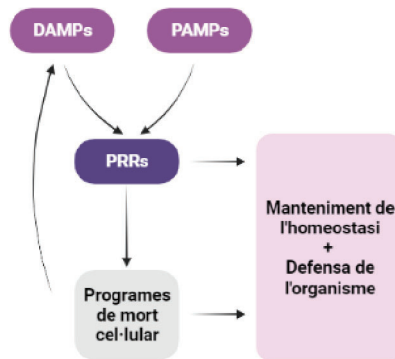 DAMPs
PAMPs
PRRs
Manteniment de
l'homeostasi
+
Defensa de
l'organisme
Programes
de mort
cel·lular